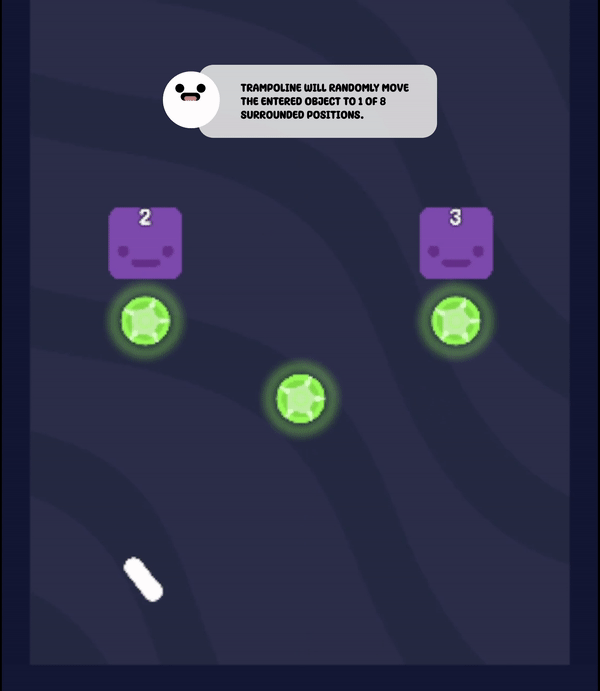 TRAMPOLINE WILL RANDOMLY MOVE
THE ENTERED OBJECT TO 1 OF 8
SURROUNDED POSITIONS.
2
3